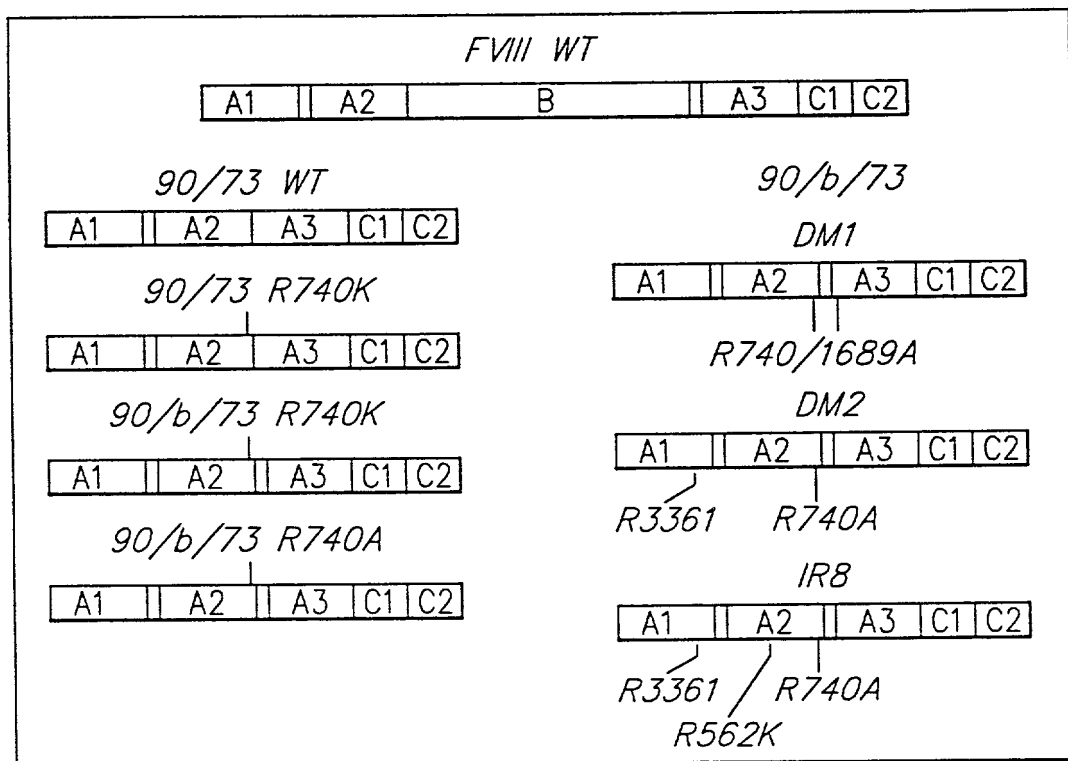 FVIII WT
A1 A2 B A3 C1 C2
90/73 WT
A1 A2 A3 C1 C2
90/73 R740K
A1 A2 A3 C1 C2
90/b/73 R740K
A1 A2 A3 C1 C2
90/b/73 R740A
A1 A2 A3 C1 C2
90/b/73
DM1
A1 A2 A3 C1 C2
R740/1689A
DM2
A1 A2 A3 C1 C2
R3361 R740A
IR8
A1 A2 A3 C1 C2
R3361 R740A
R562K